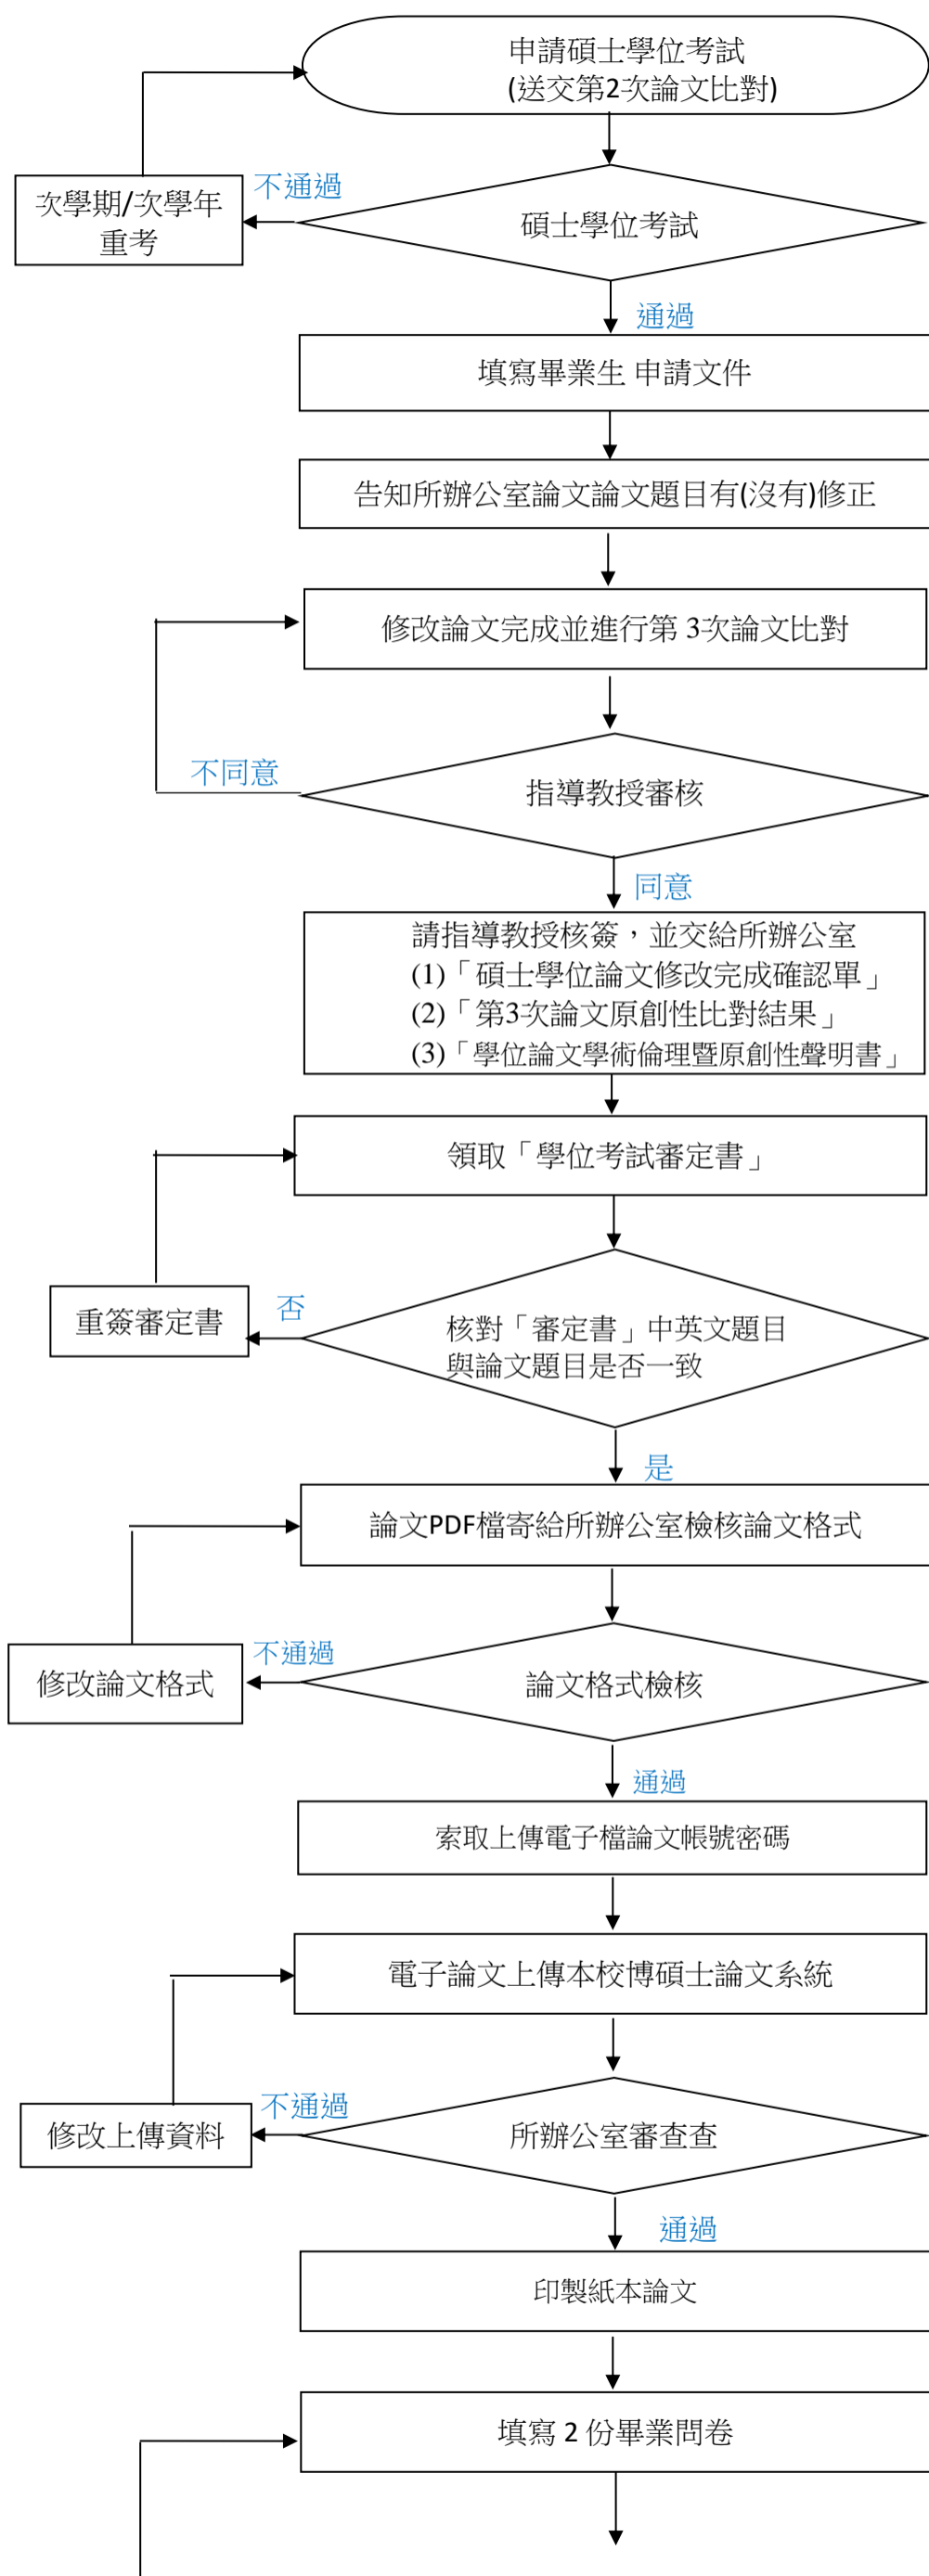 申請碩士學位考試
(送交第2次論文比對)
不通過
次學期/次學年
重考
碩士學位考試
通過
填寫畢業生 申請文件
告知所辦公室論文論文題目有(沒有)修正
修改論文完成並進行第 3次論文比對
不同意
指導教授審核
同意
請指導教授核簽，並交給所辦公室
(1)「碩士學位論文修改完成確認單」
(2)「第3次論文原創性比對結果」
(3)「學位論文學術倫理暨原創性聲明書」
領取「學位考試審定書」
否
重簽審定書
核對「審定書」中英文題目
與論文題目是否一致
是
論文PDF檔寄給所辦公室檢核論文格式
不通過
修改論文格式
論文格式檢核
通過
索取上傳電子檔論文帳號密碼
電子論文上傳本校博碩士論文系統
不通過
修改上傳資料
所辦公室審查查
通過
印製紙本論文
填寫 2 份畢業問卷